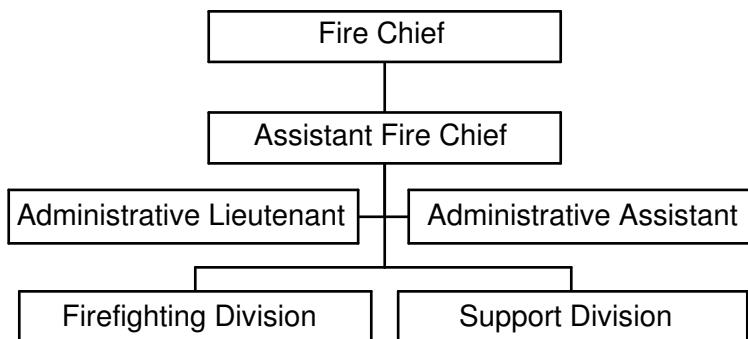 Fire Chief
Assistant Fire Chief
Administrative Lieutenant
Administrative Assistant
Firefighting Division
Support Division